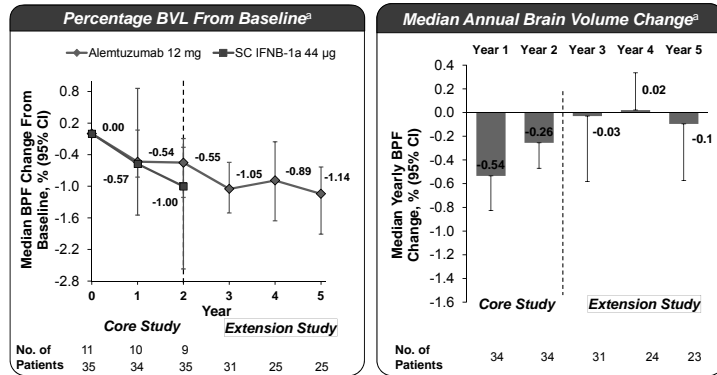 Percentage BVL From Baselineᵃ
Alemtuzumab 12 mg SC IFNB-1a 44 µg
Median BPF Change From
Baseline, % (95% CI)
0.8
0.2
-0.4
-1.0
-1.6
-2.2
-2.8
0.00
-0.54
-0.55
-1.05
-0.89
-1.14
-0.57
-1.00
0 1 2 3 4 5
Year
Core Study Extension Study
No. of
Patients
11 10 9
35 34 35 31 25 25
Median Annual Brain Volume Changeᵃ
Year 1 Year 2 Year 3 Year 4 Year 5
Median Yearly BPF
Change, % (95% CI)
0.4
0.2
0.0
-0.2
-0.4
-0.6
-0.8
-1.0
-1.2
-1.4
-1.6
-0.54
-0.26
-0.03
0.02
-0.1
Core Study Extension Study
No. of
Patients
34 34 31 24 23